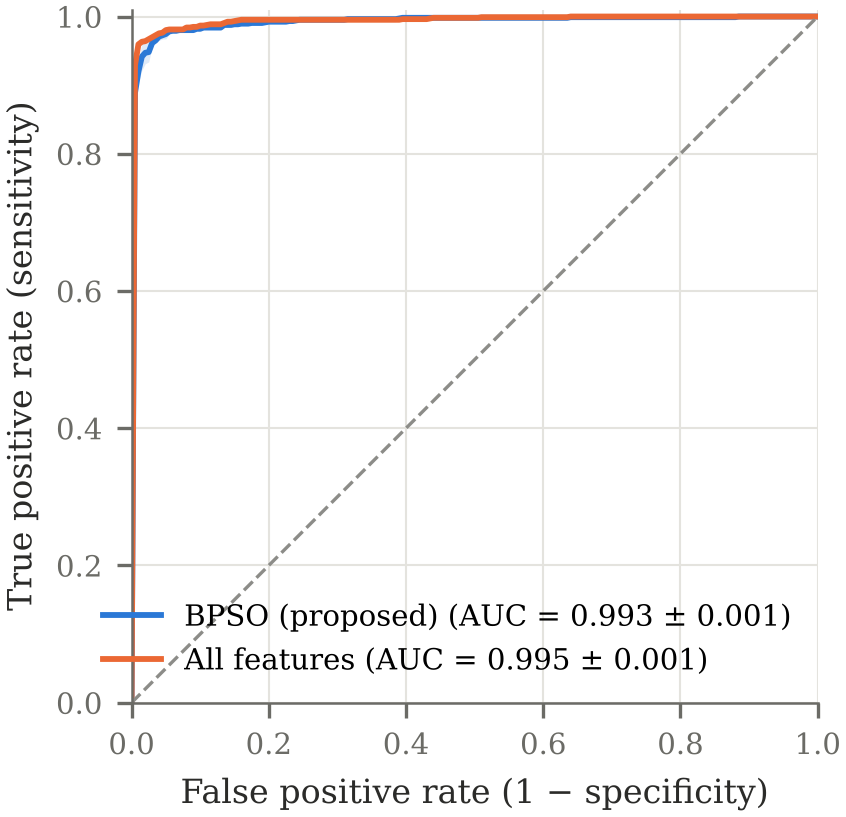 1.0
0.8
0.6
0.4
0.2
0.0
True positive rate (sensitivity)
BPSO (proposed) (AUC = 0.993 ± 0.001)
All features (AUC = 0.995 ± 0.001)
0.0 0.2 0.4 0.6 0.8 1.0
False positive rate (1 − specificity)